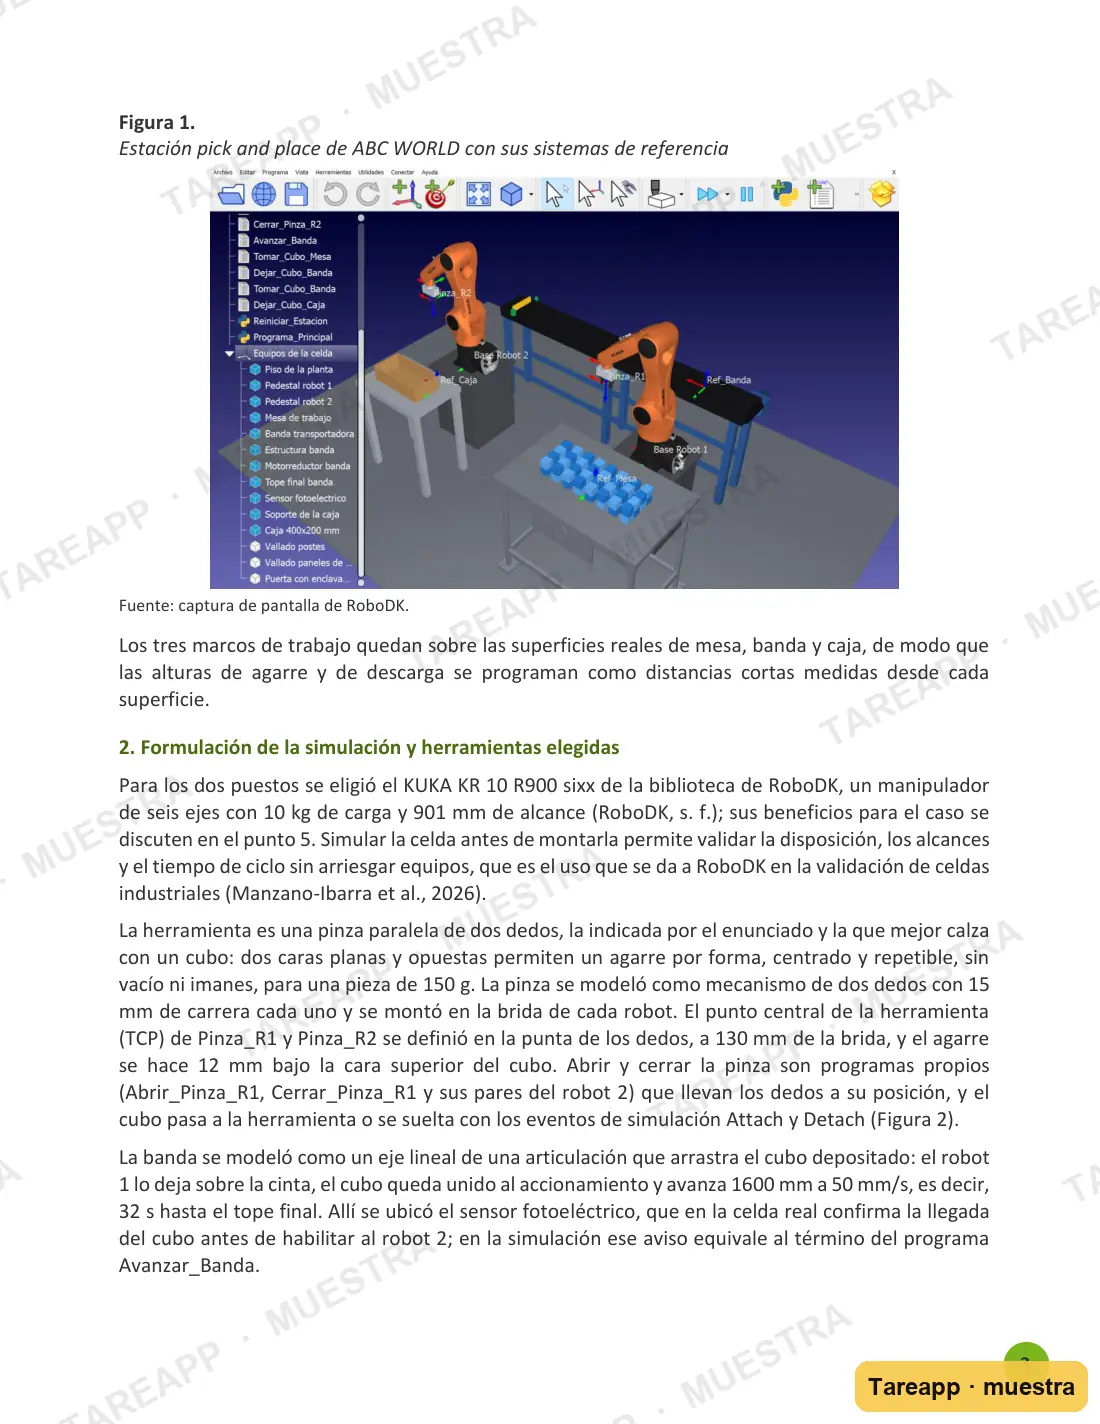 Figura 1.
Estación pick and place de ABC WORLD con sus sistemas de referencia
Archivo Editar Programa Vista Herramientas Utilidades Conectar Ayuda X
Cerrar_Pinza_R2
Avanzar_Banda
Tomar_Cubo_Mesa
Dejar_Cubo_Banda
Tomar_Cubo_Banda
Dejar_Cubo_Caja
Reiniciar_Estacion
Programa_Principal
Equipos de la celda
Piso de la planta
Pedestal robot 1
Pedestal robot 2
Mesa de trabajo
Banda transportadora
Estructura banda
Motorreductor banda
Tope final banda
Sensor fotoelectrico
Soporte de la caja
Caja 400x200 mm
Vallado postes
Vallado paneles de ...
Puerta con enclava...
Pinza_R2
Base Robot 2
Ref_Caja
Pinza_R1
Ref_Banda
Base Robot 1
Ref_Mesa
Fuente: captura de pantalla de RoboDK.
Los tres marcos de trabajo quedan sobre las superficies reales de mesa, banda y caja, de modo que
las alturas de agarre y de descarga se programan como distancias cortas medidas desde cada
superficie.
2. Formulación de la simulación y herramientas elegidas
Para los dos puestos se eligió el KUKA KR 10 R900 sixx de la biblioteca de RoboDK, un manipulador
de seis ejes con 10 kg de carga y 901 mm de alcance (RoboDK, s. f.); sus beneficios para el caso se
discuten en el punto 5. Simular la celda antes de montarla permite validar la disposición, los alcances
y el tiempo de ciclo sin arriesgar equipos, que es el uso que se da a RoboDK en la validación de celdas
industriales (Manzano-Ibarra et al., 2026).
La herramienta es una pinza paralela de dos dedos, la indicada por el enunciado y la que mejor calza
con un cubo: dos caras planas y opuestas permiten un agarre por forma, centrado y repetible, sin
vacío ni imanes, para una pieza de 150 g. La pinza se modeló como mecanismo de dos dedos con 15
mm de carrera cada uno y se montó en la brida de cada robot. El punto central de la herramienta
(TCP) de Pinza_R1 y Pinza_R2 se definió en la punta de los dedos, a 130 mm de la brida, y el agarre
se hace 12 mm bajo la cara superior del cubo. Abrir y cerrar la pinza son programas propios
(Abrir_Pinza_R1, Cerrar_Pinza_R1 y sus pares del robot 2) que llevan los dedos a su posición, y el
cubo pasa a la herramienta o se suelta con los eventos de simulación Attach y Detach (Figura 2).
La banda se modeló como un eje lineal de una articulación que arrastra el cubo depositado: el robot
1 lo deja sobre la cinta, el cubo queda unido al accionamiento y avanza 1600 mm a 50 mm/s, es decir,
32 s hasta el tope final. Allí se ubicó el sensor fotoeléctrico, que en la celda real confirma la llegada
del cubo antes de habilitar al robot 2; en la simulación ese aviso equivale al término del programa
Avanzar_Banda.
Tareapp · muestra
TAREAPP · MUESTRA